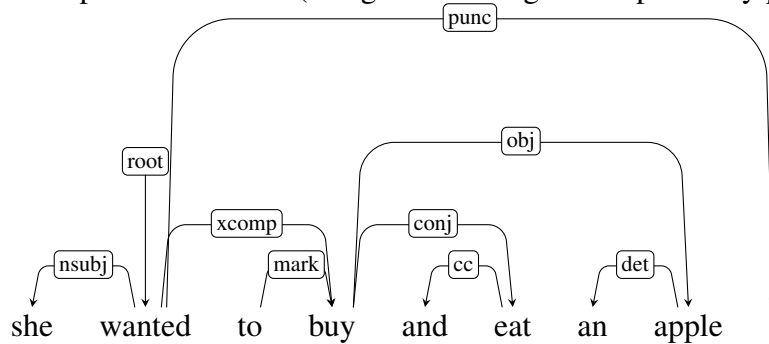 punc
obj
root
xcomp conj
nsubj mark cc det
she wanted to buy and eat an apple